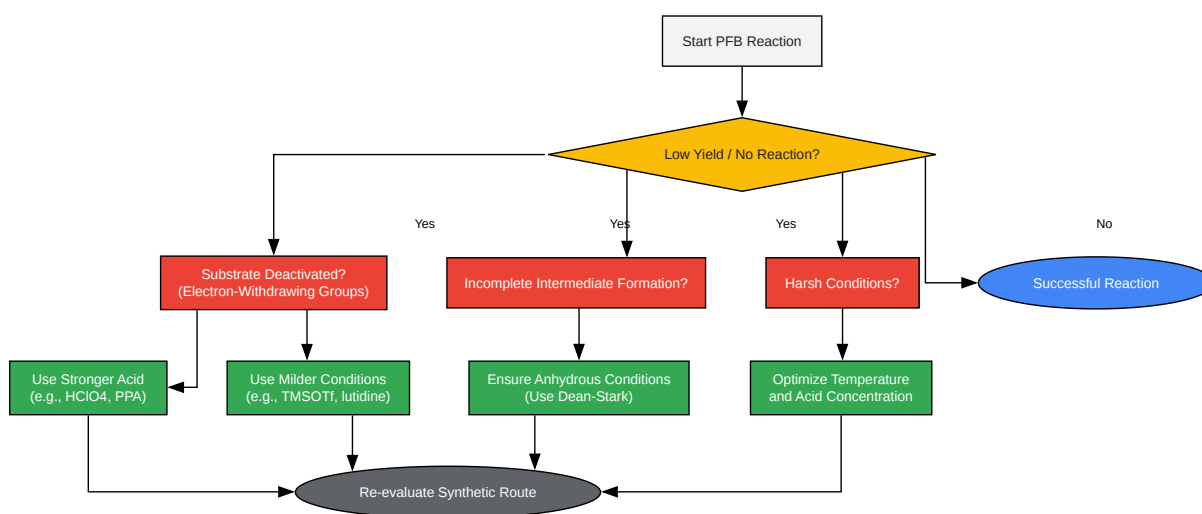 Start PFB Reaction
Low Yield / No Reaction?
Yes
Yes
Yes
No
Substrate Deactivated?
(Electron-Withdrawing Groups)
Incomplete Intermediate Formation?
Harsh Conditions?
Successful Reaction
Use Stronger Acid
(e.g., HClO4, PPA)
Use Milder Conditions
(e.g., TMSOTf, lutidine)
Ensure Anhydrous Conditions
(Use Dean-Stark)
Optimize Temperature
and Acid Concentration
Re-evaluate Synthetic Route